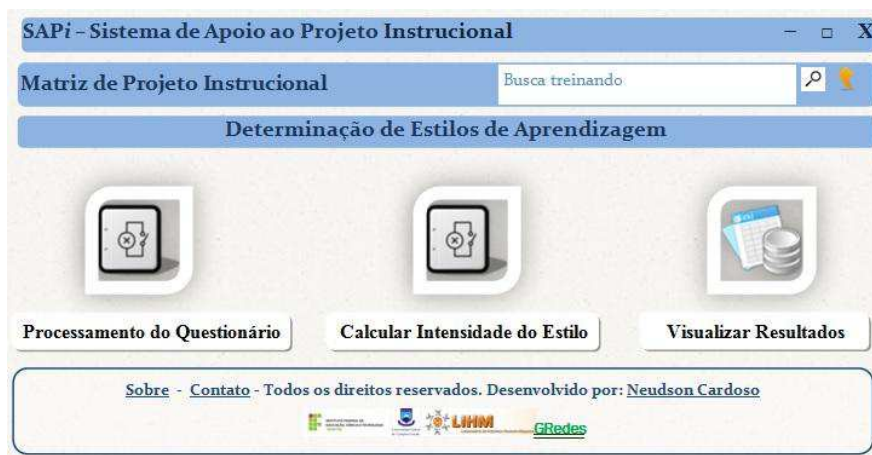 SAPi – Sistema de Apoio ao Projeto Instrucional – □ X
Matriz de Projeto Instrucional Busca treinando
Determinação de Estilos de Aprendizagem
Processamento do Questionário Calcular Intensidade do Estilo Visualizar Resultados
Sobre - Contato - Todos os direitos reservados. Desenvolvido por: Neudson Cardoso
LIHM GRedes